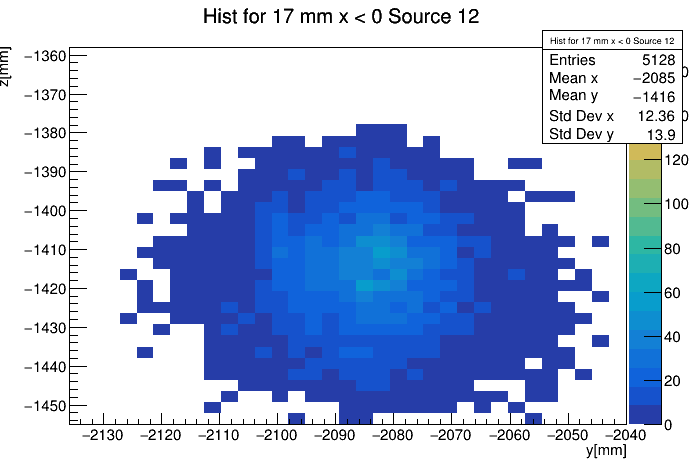 Hist for 17 mm x < 0 Source 12
Hist for 17 mm x < 0 Source 12
Entries 5128
Mean x −2085
Mean y −1416
Std Dev x 12.36
Std Dev y 13.9
z[mm]
−1360
−1370
−1380
−1390
−1400
−1410
−1420
−1430
−1440
−1450
120
100
80
60
40
20
0
−2130 −2120 −2110 −2100 −2090 −2080 −2070 −2060 −2050 −2040
y[mm]